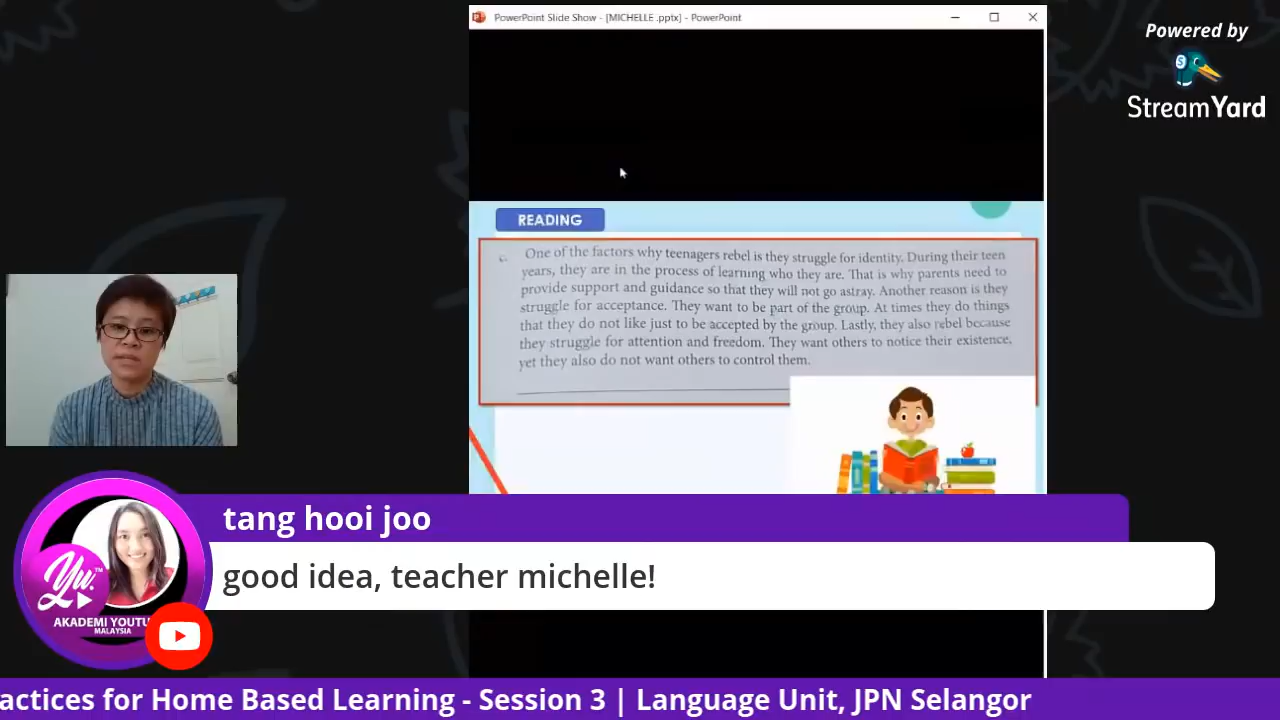 PowerPoint Slide Show - [MICHELLE .pptx] - PowerPoint
Powered by
S
StreamYard
READING
One of the factors why teenagers rebel is they struggle for identity. During their teen
years, they are in the process of learning who they are. That is why parents need to
provide support and guidance so that they will not go astray. Another reason is they
struggle for acceptance. They want to be part of the group. At times they do things
that they do not like just to be accepted by the group. Lastly, they also rebel because
they struggle for attention and freedom. They want others to notice their existence,
yet they also do not want others to control them.
tang hooi joo
good idea, teacher michelle!
Yu.™
AKADEMI YOUTU
MALAYSIA
actices for Home Based Learning - Session 3 | Language Unit, JPN Selangor